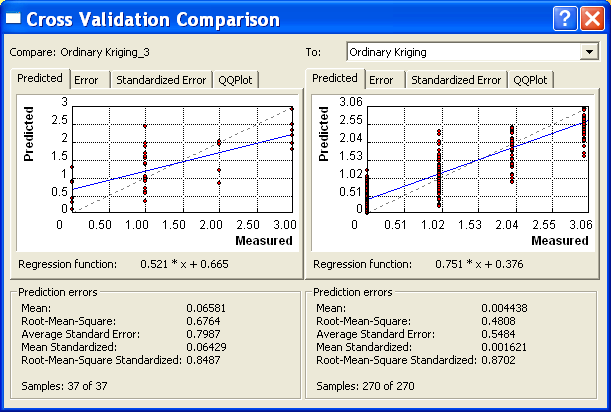 Cross Validation Comparison
Compare: Ordinary Kriging_3
To: Ordinary Kriging
Predicted Error Standardized Error QQPlot
Predicted
3
2.5
2
1.5
1
0.5
0
0 0.50 1.00 1.50 2.00 2.50 3.00
Measured
Regression function: 0.521 * x + 0.665
Predicted Error Standardized Error QQPlot
Predicted
3.06
2.55
2.04
1.53
1.02
0.51
0
0 0.51 1.02 1.53 2.04 2.55 3.06
Measured
Regression function: 0.751 * x + 0.376
Prediction errors
Mean: 0.06581
Root-Mean-Square: 0.6764
Average Standard Error: 0.7987
Mean Standardized: 0.06429
Root-Mean-Square Standardized: 0.8487
Samples: 37 of 37
Prediction errors
Mean: 0.004438
Root-Mean-Square: 0.4808
Average Standard Error: 0.5484
Mean Standardized: 0.001621
Root-Mean-Square Standardized: 0.8702
Samples: 270 of 270